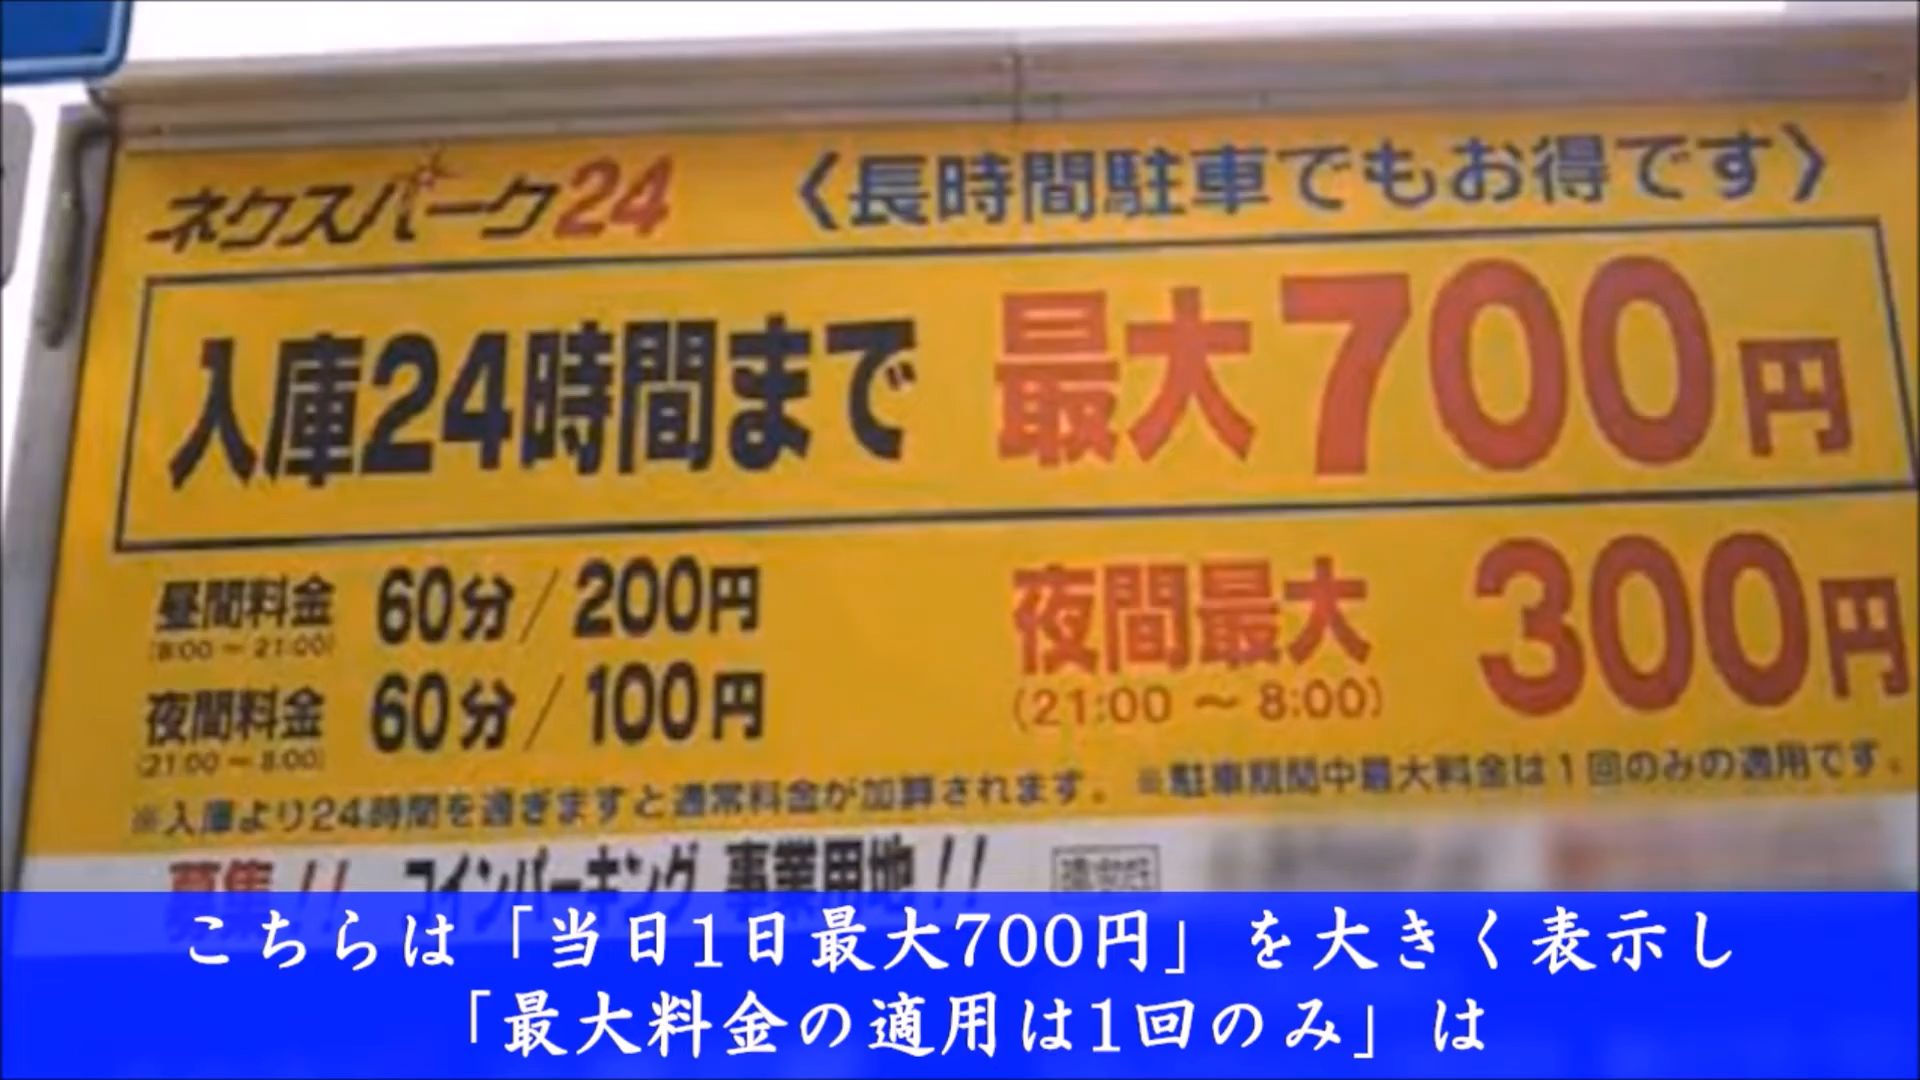 ネクスパーク24 〈長時間駐車でもお得です〉
入庫24時間まで 最大700円
昼間料金 60分/200円
(8:00～21:00)
夜間料金 60分/100円
(21:00～8:00)
夜間最大 300円
(21:00～8:00)
※入庫より24時間を過ぎますと通常料金が加算されます。※駐車期間中最大料金は1回のみの適用です。
募集!! コインパーキング 事業用地!!
こちらは「当日1日最大700円」を大きく表示し
「最大料金の適用は1回のみ」は